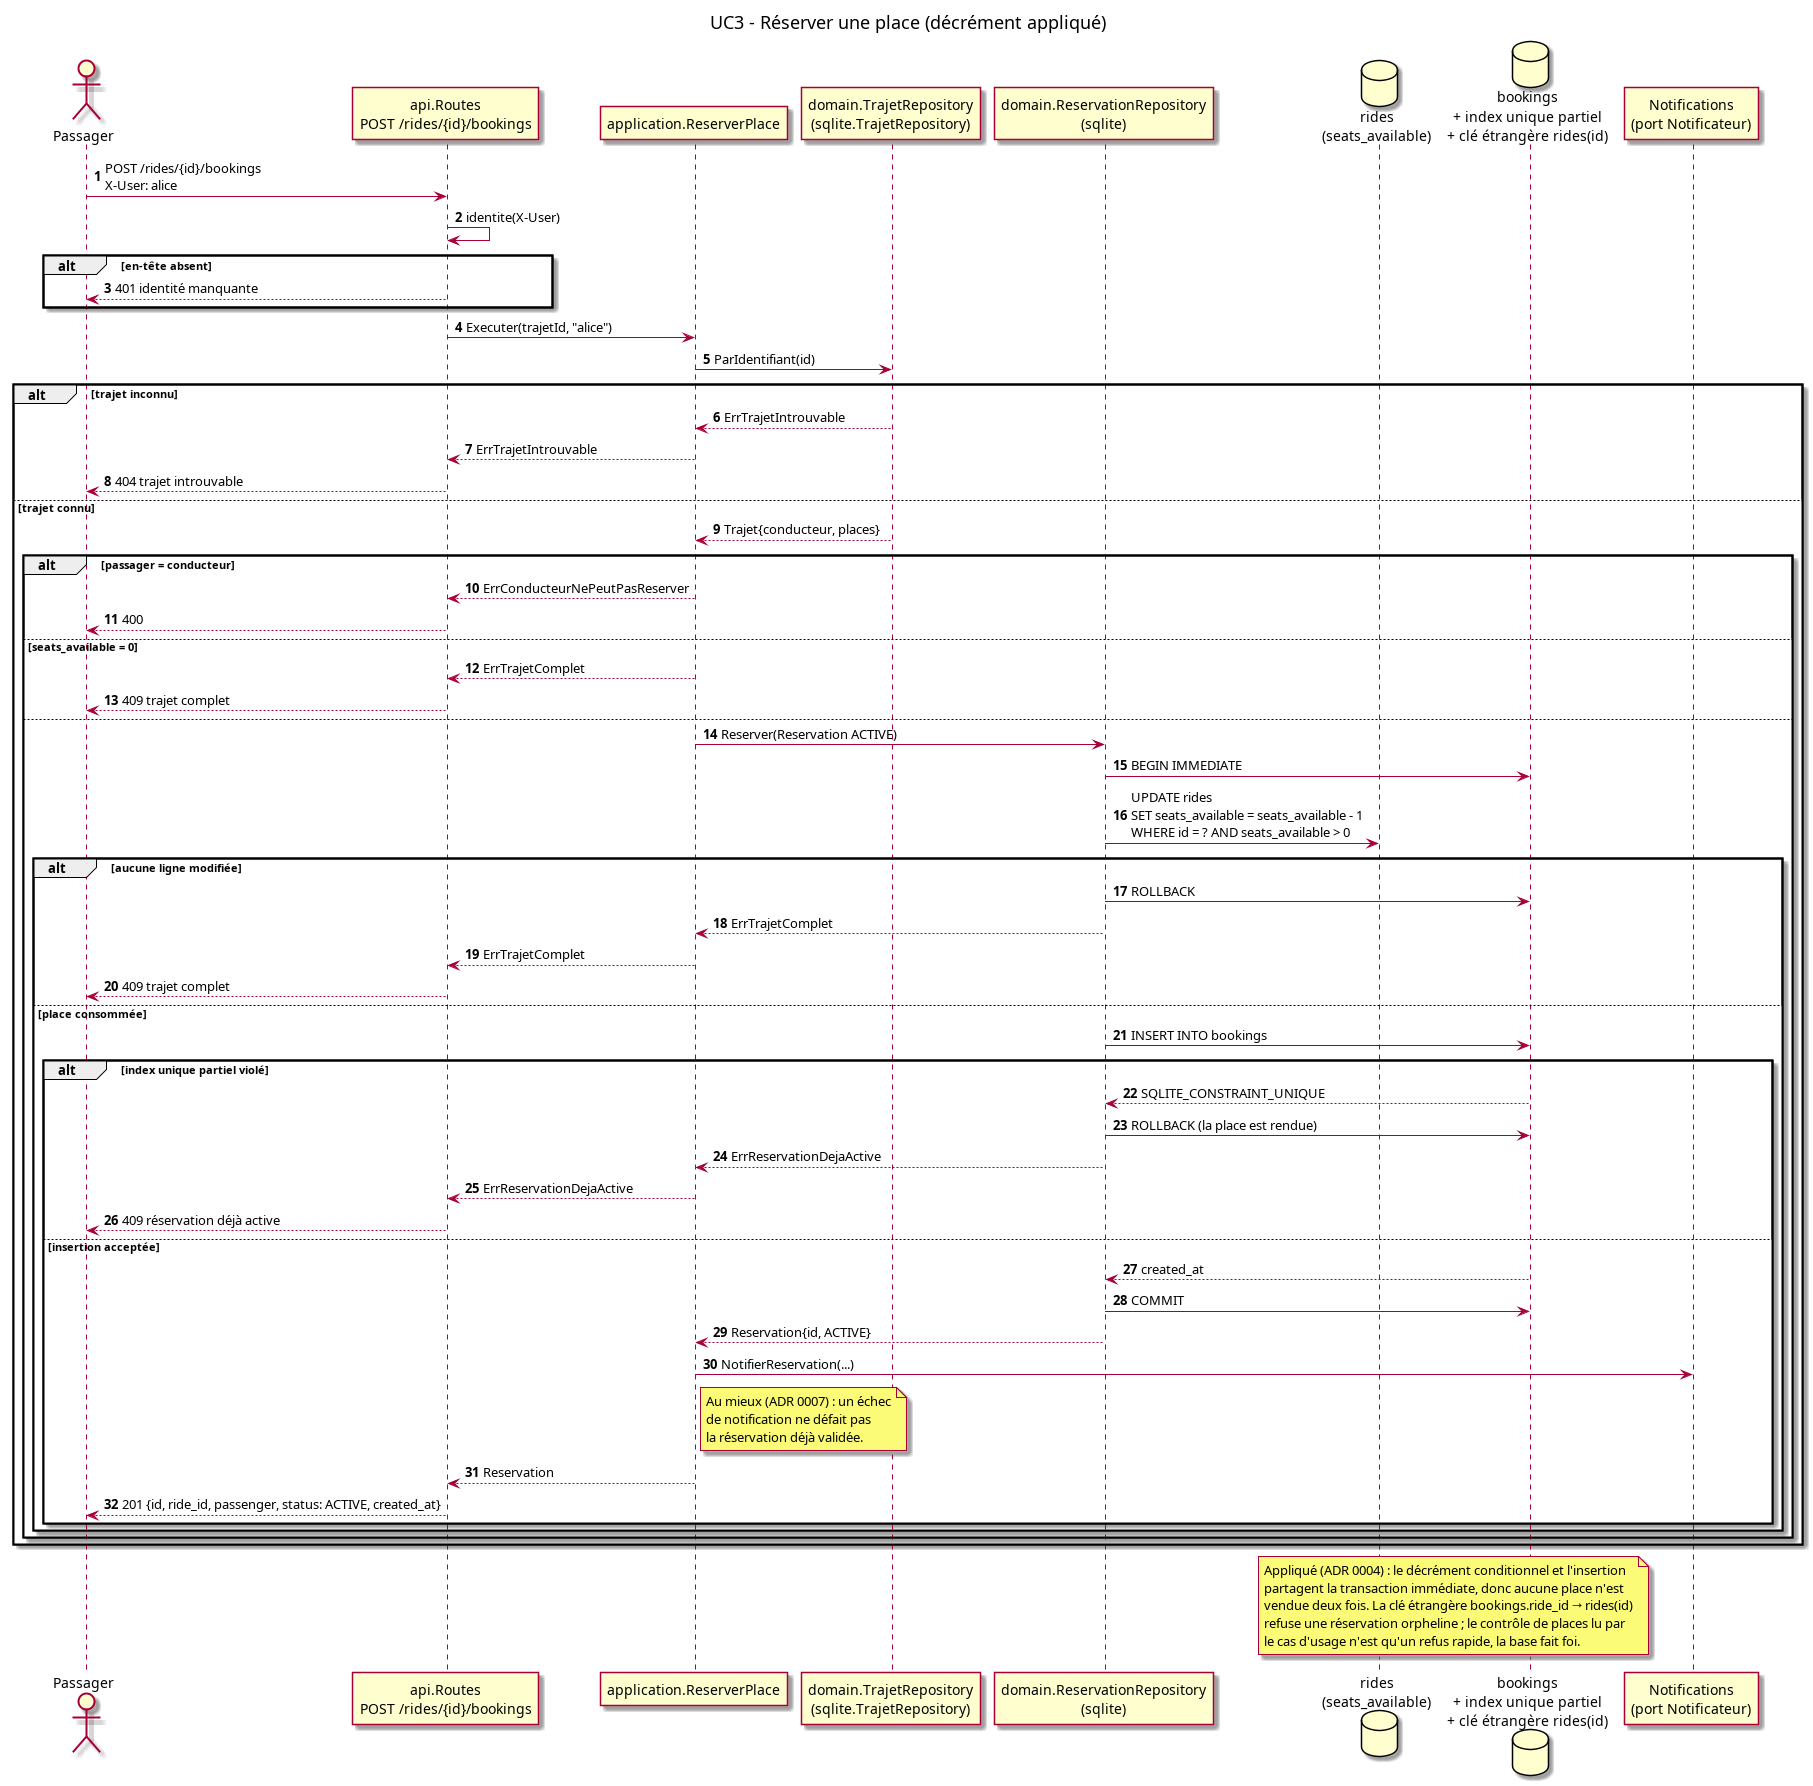 UC3 - Réserver une place (décrément appliqué)
Passager
api.Routes
POST /rides/{id}/bookings
application.ReserverPlace
domain.TrajetRepository
(sqlite.TrajetRepository)
domain.ReservationRepository
(sqlite)
rides
(seats_available)
bookings
+ index unique partiel
+ clé étrangère rides(id)
Notifications
(port Notificateur)
1 POST /rides/{id}/bookings
X-User: alice
2 identite(X-User)
alt [en-tête absent]
3 401 identité manquante
4 Executer(trajetId, "alice")
5 ParIdentifiant(id)
alt [trajet inconnu]
6 ErrTrajetIntrouvable
7 ErrTrajetIntrouvable
8 404 trajet introuvable
[trajet connu]
9 Trajet{conducteur, places}
alt [passager = conducteur]
10 ErrConducteurNePeutPasReserver
11 400
[seats_available = 0]
12 ErrTrajetComplet
13 409 trajet complet
14 Reserver(Reservation ACTIVE)
15 BEGIN IMMEDIATE
UPDATE rides
16 SET seats_available = seats_available - 1
WHERE id = ? AND seats_available > 0
alt [aucune ligne modifiée]
17 ROLLBACK
18 ErrTrajetComplet
19 ErrTrajetComplet
20 409 trajet complet
[place consommée]
21 INSERT INTO bookings
alt [index unique partiel violé]
22 SQLITE_CONSTRAINT_UNIQUE
23 ROLLBACK (la place est rendue)
24 ErrReservationDejaActive
25 ErrReservationDejaActive
26 409 réservation déjà active
[insertion acceptée]
27 created_at
28 COMMIT
29 Reservation{id, ACTIVE}
30 NotifierReservation(...)
Au mieux (ADR 0007) : un échec
de notification ne défait pas
la réservation déjà validée.
31 Reservation
32 201 {id, ride_id, passenger, status: ACTIVE, created_at}
Appliqué (ADR 0004) : le décrément conditionnel et l'insertion
partagent la transaction immédiate, donc aucune place n'est
vendue deux fois. La clé étrangère bookings.ride_id → rides(id)
refuse une réservation orpheline ; le contrôle de places lu par
le cas d'usage n'est qu'un refus rapide, la base fait foi.
Passager
api.Routes
POST /rides/{id}/bookings
application.ReserverPlace
domain.TrajetRepository
(sqlite.TrajetRepository)
domain.ReservationRepository
(sqlite)
rides
(seats_available)
bookings
+ index unique partiel
+ clé étrangère rides(id)
Notifications
(port Notificateur)